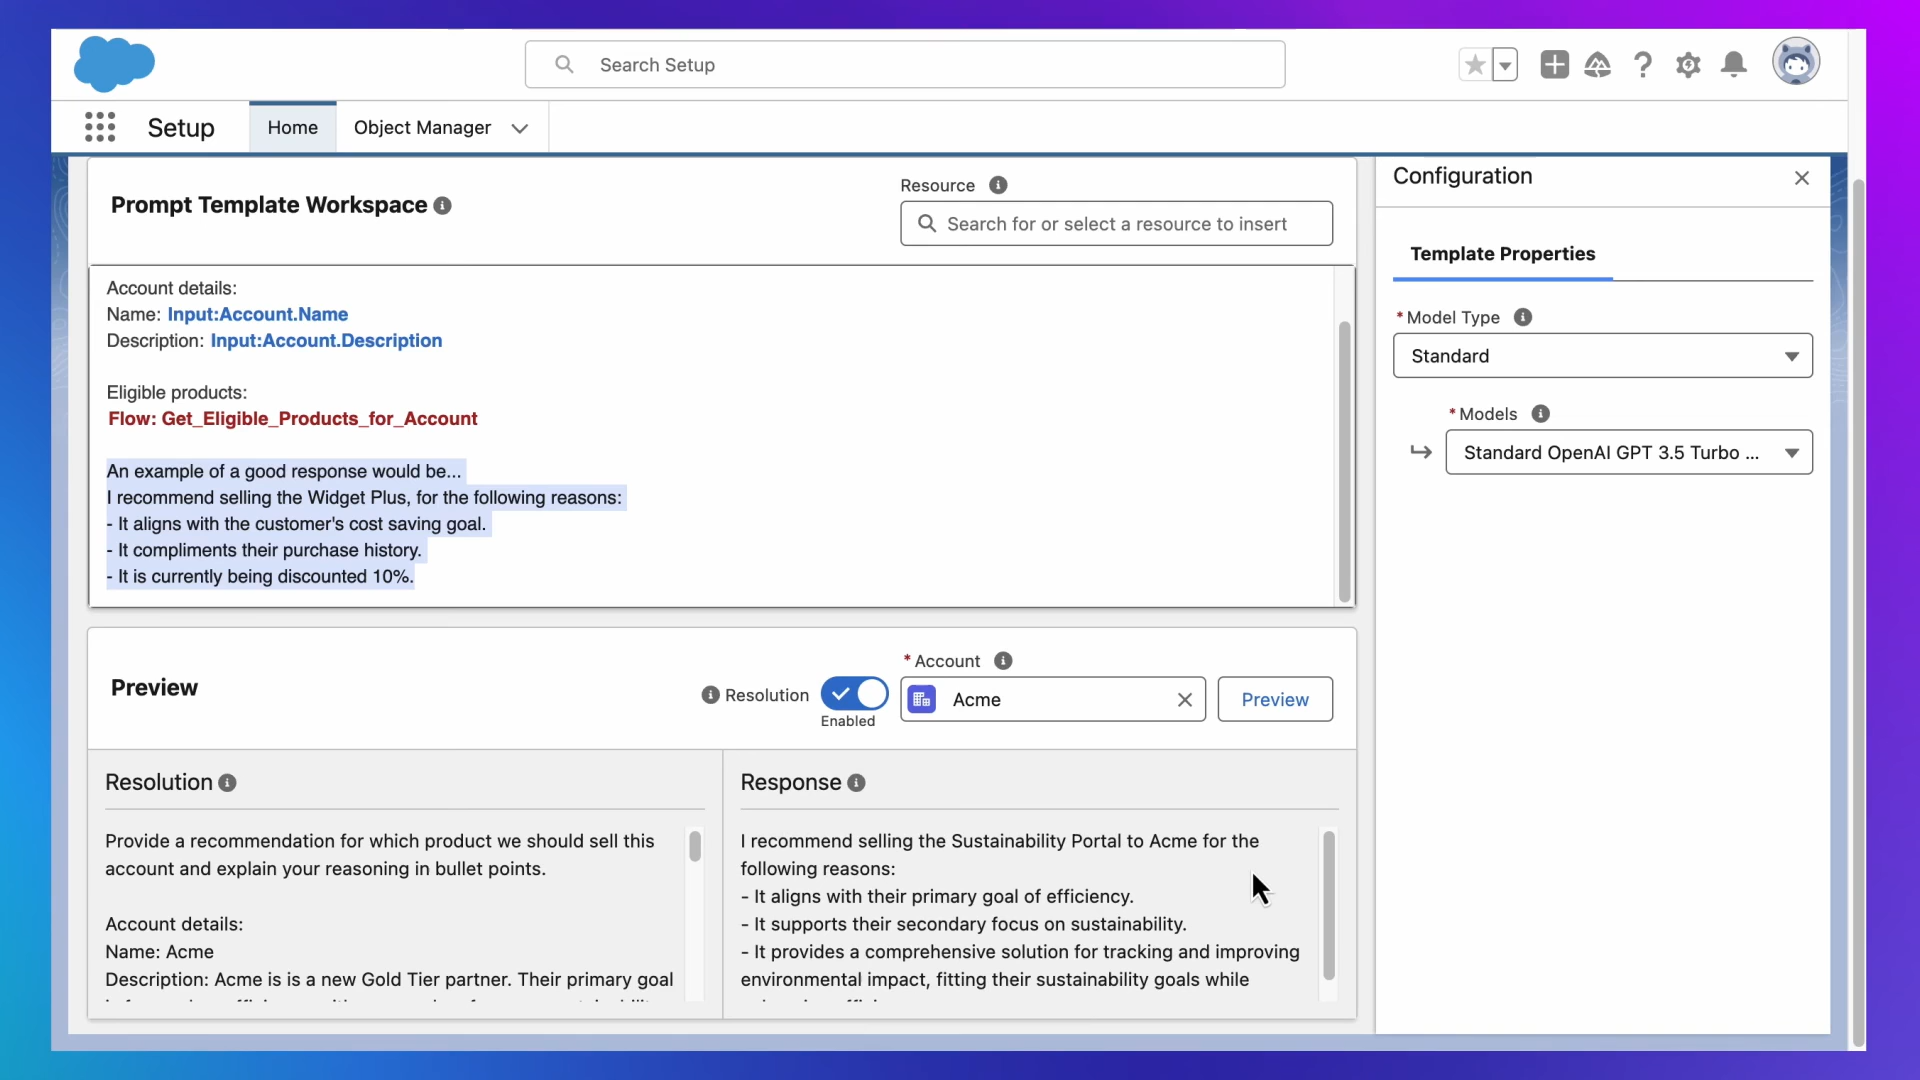 Search Setup
Setup
Home
Object Manager
Prompt Template Workspace
Resource
Search for or select a resource to insert
Account details:
Name: Input:Account.Name
Description: Input:Account.Description
Eligible products:
Flow: Get_Eligible_Products_for_Account
An example of a good response would be...
I recommend selling the Widget Plus, for the following reasons:
- It aligns with the customer's cost saving goal.
- It compliments their purchase history.
- It is currently being discounted 10%.
Preview
Resolution
Enabled
* Account
Acme
Preview
Resolution
Provide a recommendation for which product we should sell this
account and explain your reasoning in bullet points.
Account details:
Name: Acme
Description: Acme is is a new Gold Tier partner. Their primary goal
Response
I recommend selling the Sustainability Portal to Acme for the
following reasons:
- It aligns with their primary goal of efficiency.
- It supports their secondary focus on sustainability.
- It provides a comprehensive solution for tracking and improving
environmental impact, fitting their sustainability goals while
Configuration
Template Properties
* Model Type
Standard
* Models
Standard OpenAI GPT 3.5 Turbo ...